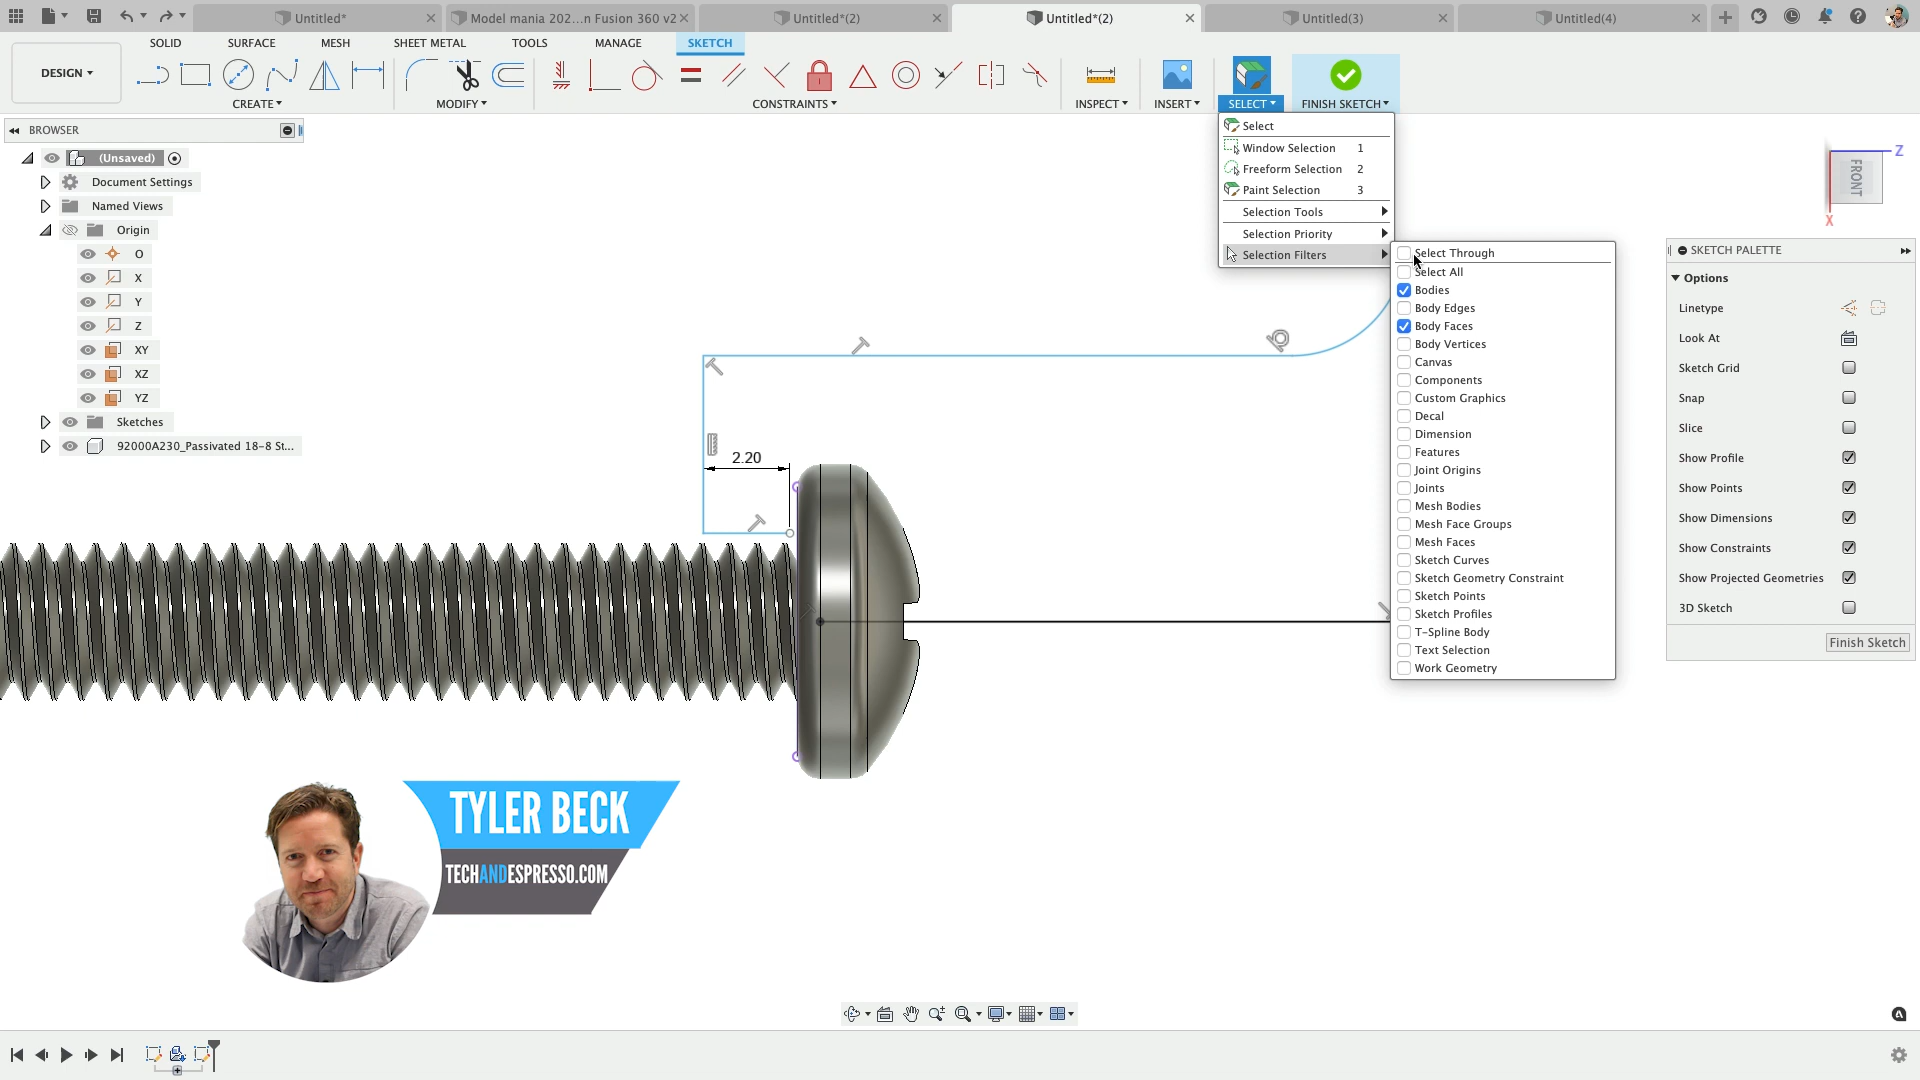 Untitled*
Model mania 202...n Fusion 360 v2*
Untitled*(2)
Untitled*(2)
Untitled(3)
Untitled(4)
SOLID
SURFACE
MESH
SHEET METAL
TOOLS
MANAGE
SKETCH
DESIGN
CREATE
MODIFY
CONSTRAINTS
INSPECT
INSERT
SELECT
FINISH SKETCH
BROWSER
(Unsaved)
Document Settings
Named Views
Origin
O
X
Y
Z
XY
XZ
YZ
Sketches
92000A230_Passivated 18-8 St...
Select
Window Selection 1
Freeform Selection 2
Paint Selection 3
Selection Tools
Selection Priority
Selection Filters
Select Through
Select All
Bodies
Body Edges
Body Faces
Body Vertices
Canvas
Components
Custom Graphics
Decal
Dimension
Features
Joint Origins
Joints
Mesh Bodies
Mesh Face Groups
Mesh Faces
Sketch Curves
Sketch Geometry Constraint
Sketch Points
Sketch Profiles
T-Spline Body
Text Selection
Work Geometry
Z
FRONT
X
SKETCH PALETTE
Options
Linetype
Look At
Sketch Grid
Snap
Slice
Show Profile
Show Points
Show Dimensions
Show Constraints
Show Projected Geometries
3D Sketch
Finish Sketch
2.20
TYLER BECK
TECHANDESPRESSO.COM